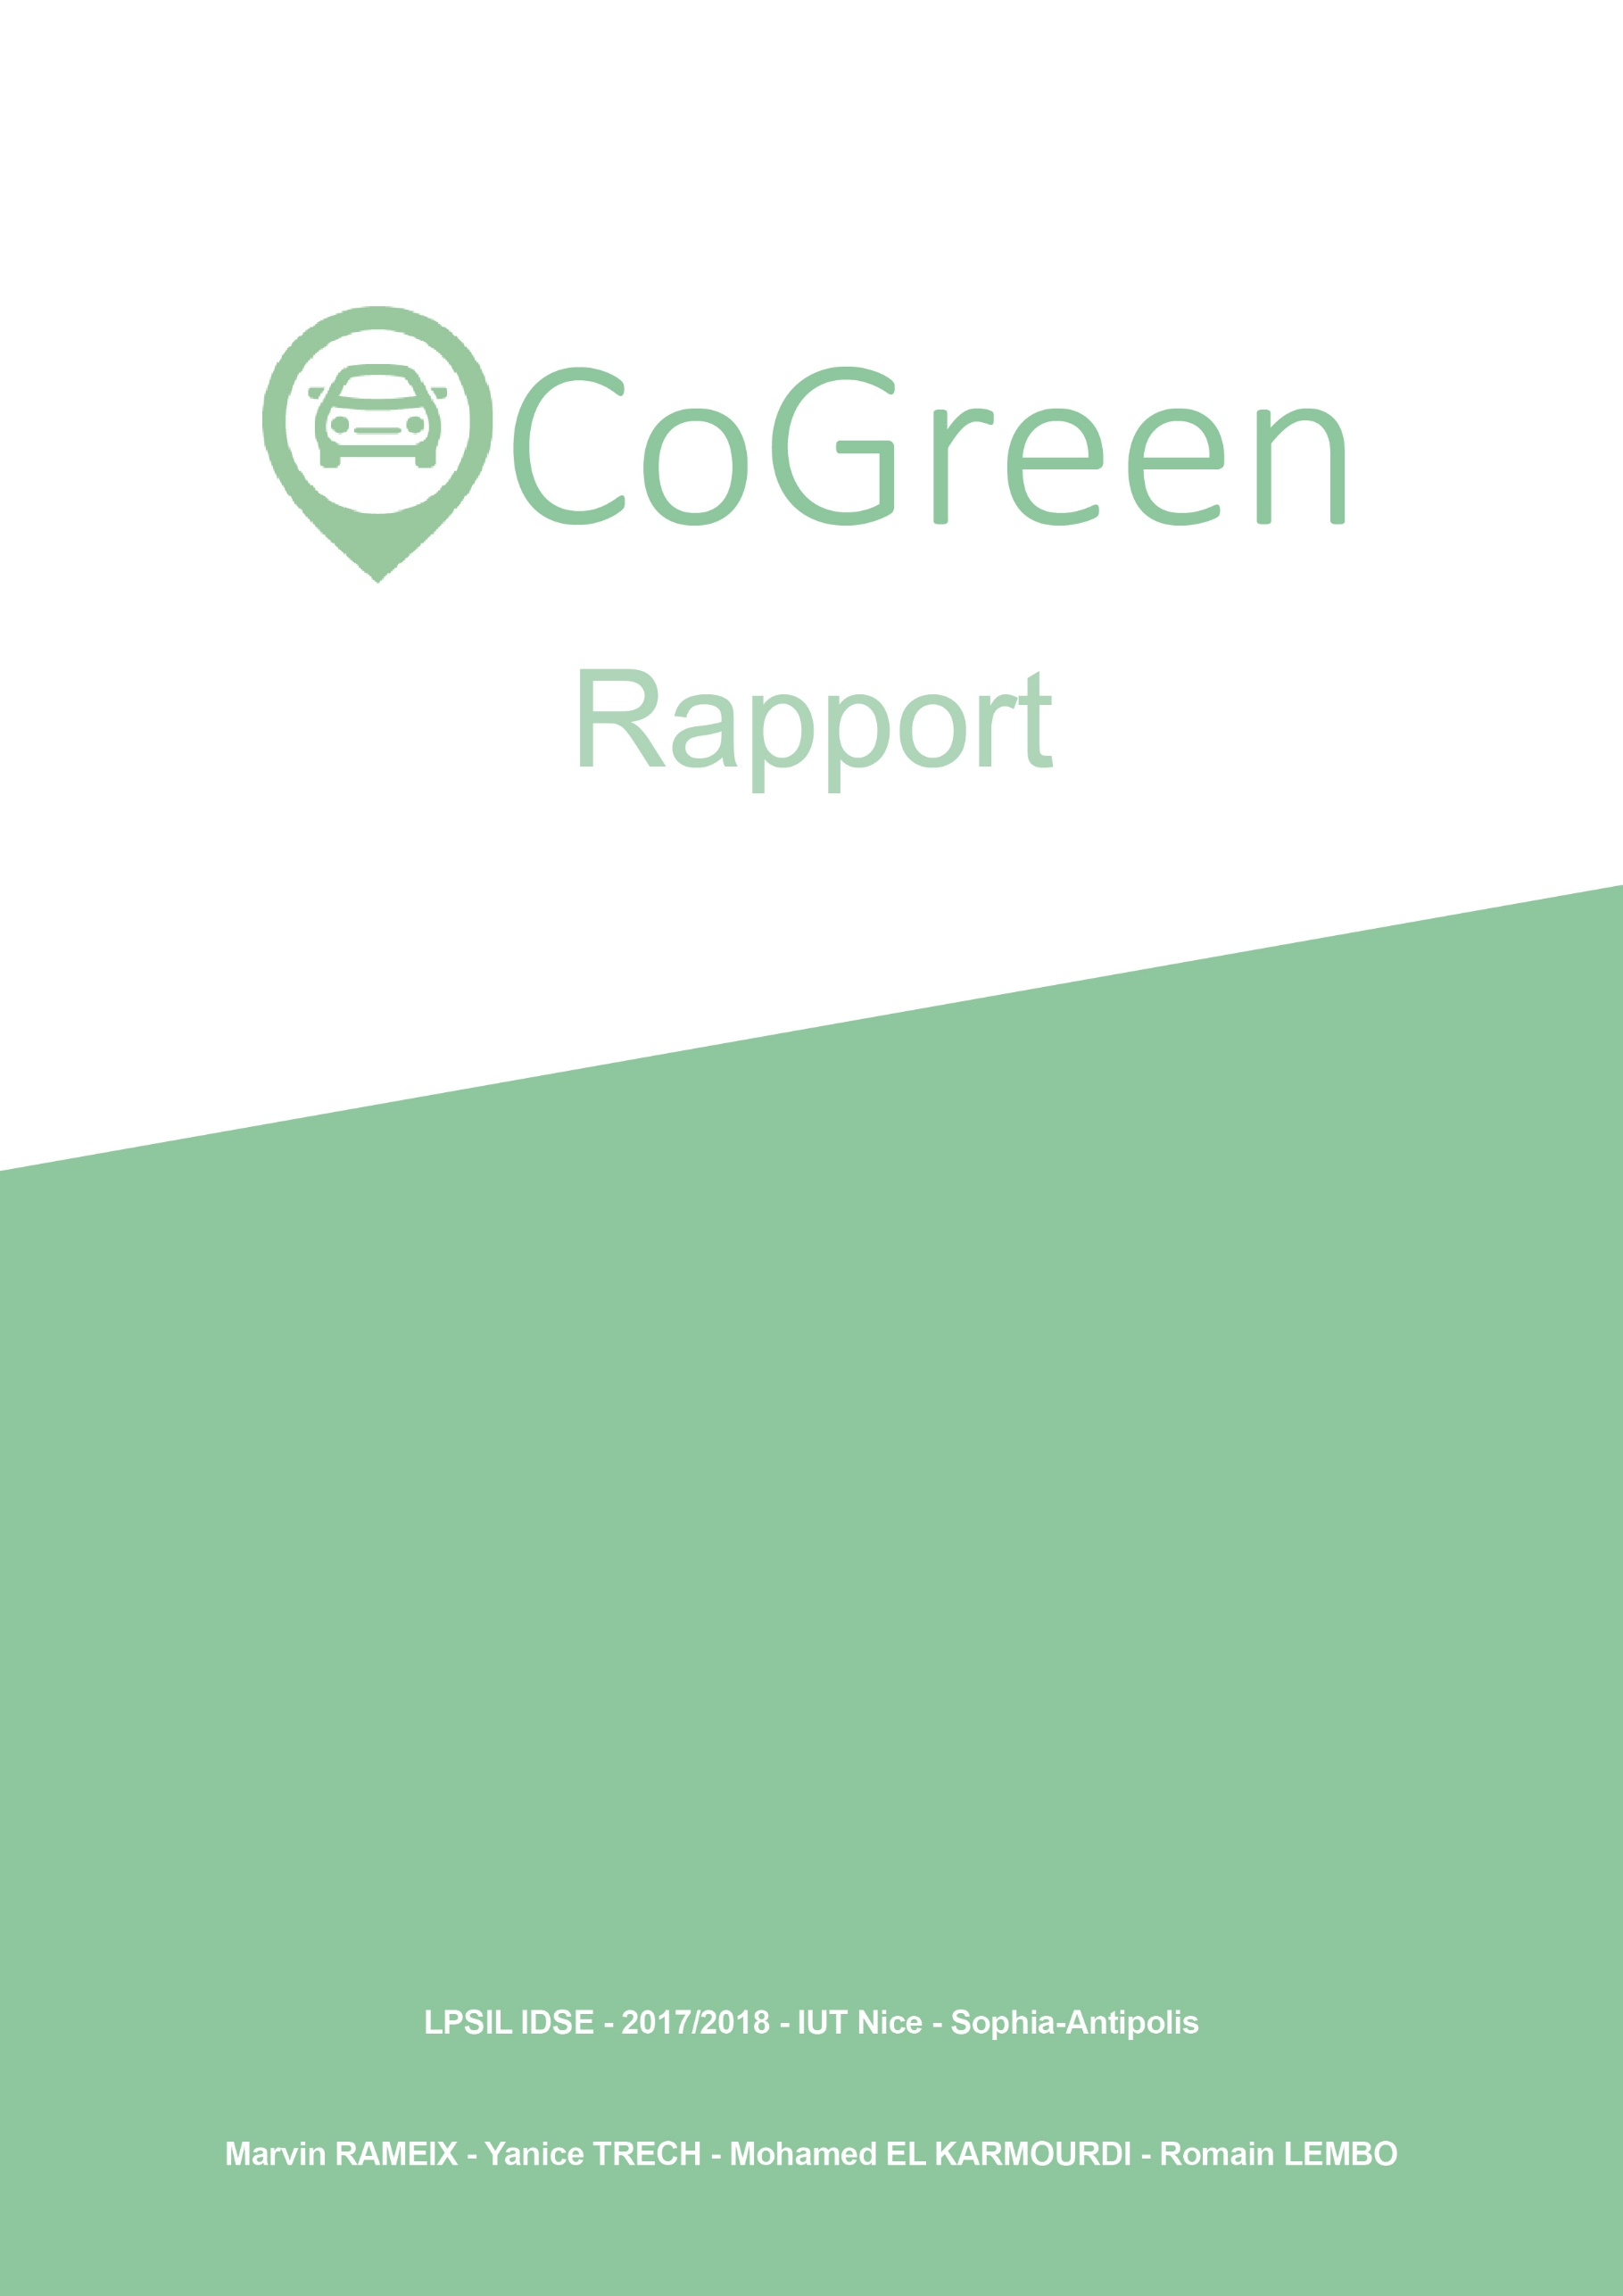 CoGreen
Rapport
LPSIL IDSE - 2017/2018 - IUT Nice - Sophia-Antipolis
Marvin RAMEIX - Yanice TRECH - Mohamed EL KARMOURDI - Romain LEMBO